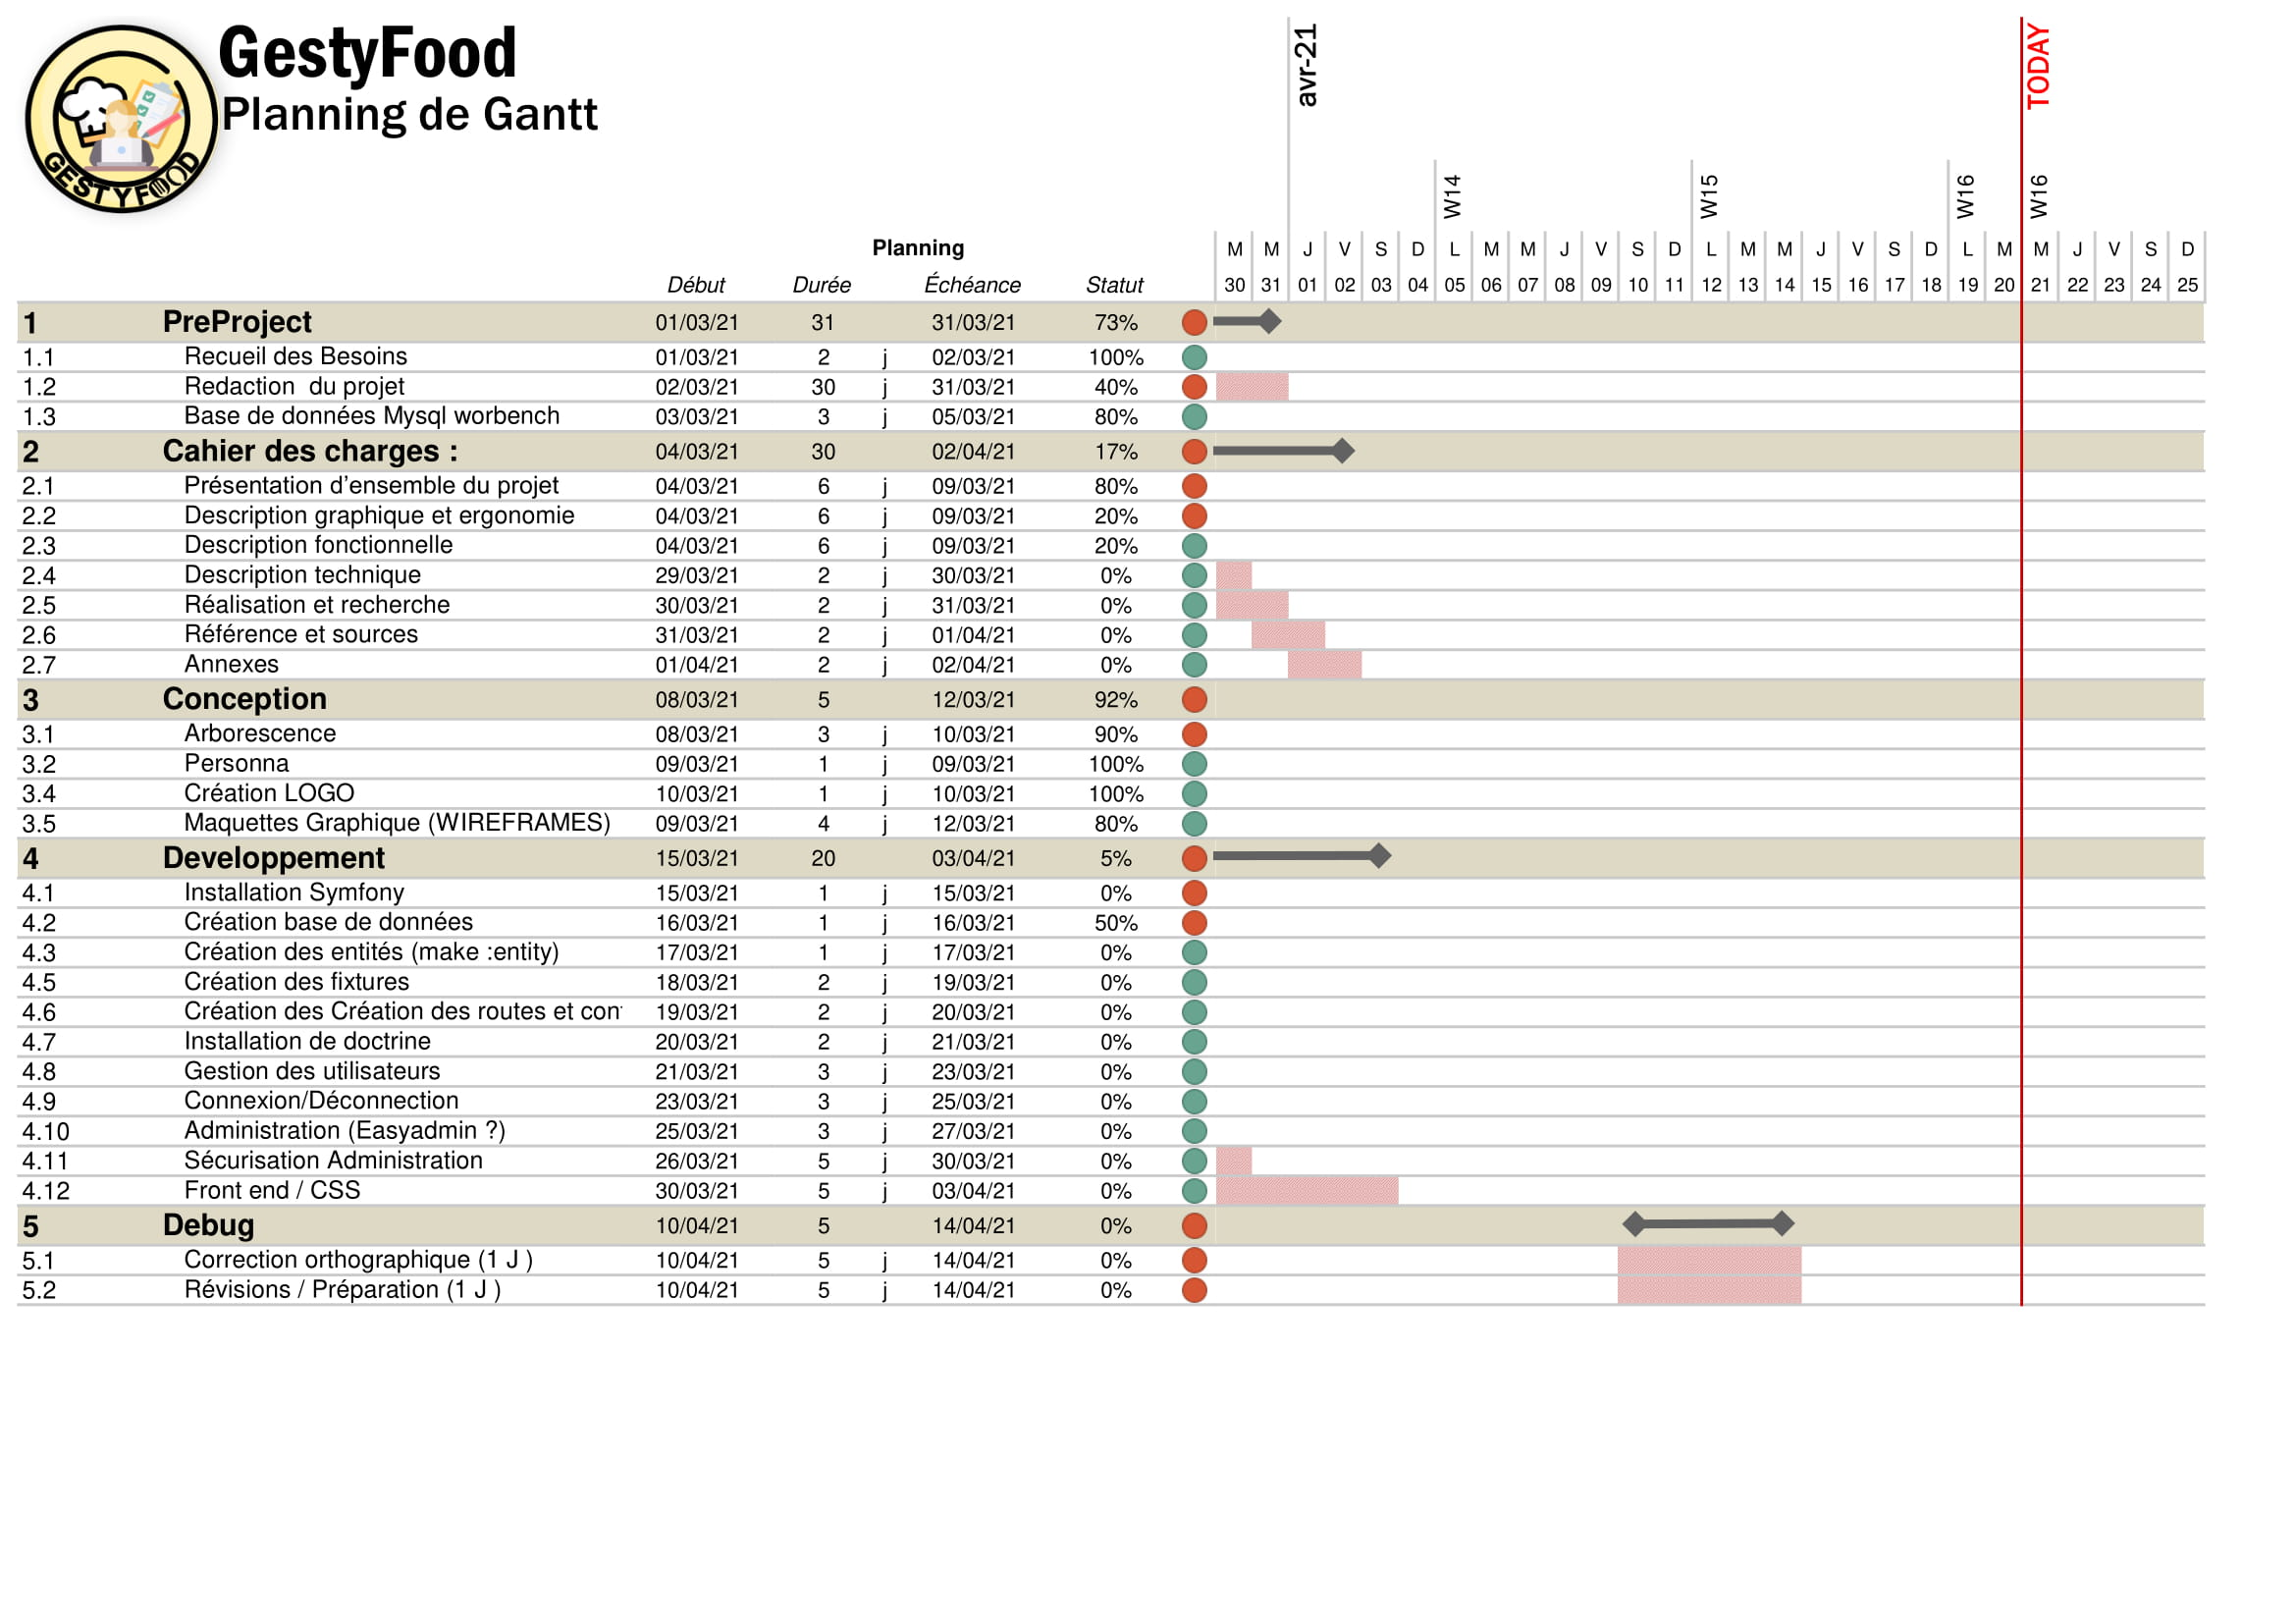 GestyFood
Planning de Gantt
GESTYFOOD
avr-21
TODAY
W14
W15
W16
W16
Planning
M M J V S D L M M J V S D L M M J V S D L M M J V S D
Début Durée Échéance Statut
30 31 01 02 03 04 05 06 07 08 09 10 11 12 13 14 15 16 17 18 19 20 21 22 23 24 25
1 PreProject 01/03/21 31 31/03/21 73%
1.1 Recueil des Besoins 01/03/21 2 j 02/03/21 100%
1.2 Redaction du projet 02/03/21 30 j 31/03/21 40%
1.3 Base de données Mysql worbench 03/03/21 3 j 05/03/21 80%
2 Cahier des charges : 04/03/21 30 02/04/21 17%
2.1 Présentation d’ensemble du projet 04/03/21 6 j 09/03/21 80%
2.2 Description graphique et ergonomie 04/03/21 6 j 09/03/21 20%
2.3 Description fonctionnelle 04/03/21 6 j 09/03/21 20%
2.4 Description technique 29/03/21 2 j 30/03/21 0%
2.5 Réalisation et recherche 30/03/21 2 j 31/03/21 0%
2.6 Référence et sources 31/03/21 2 j 01/04/21 0%
2.7 Annexes 01/04/21 2 j 02/04/21 0%
3 Conception 08/03/21 5 12/03/21 92%
3.1 Arborescence 08/03/21 3 j 10/03/21 90%
3.2 Personna 09/03/21 1 j 09/03/21 100%
3.4 Création LOGO 10/03/21 1 j 10/03/21 100%
3.5 Maquettes Graphique (WIREFRAMES) 09/03/21 4 j 12/03/21 80%
4 Developpement 15/03/21 20 03/04/21 5%
4.1 Installation Symfony 15/03/21 1 j 15/03/21 0%
4.2 Création base de données 16/03/21 1 j 16/03/21 50%
4.3 Création des entités (make :entity) 17/03/21 1 j 17/03/21 0%
4.5 Création des fixtures 18/03/21 2 j 19/03/21 0%
4.6 Création des Création des routes et con 19/03/21 2 j 20/03/21 0%
4.7 Installation de doctrine 20/03/21 2 j 21/03/21 0%
4.8 Gestion des utilisateurs 21/03/21 3 j 23/03/21 0%
4.9 Connexion/Déconnection 23/03/21 3 j 25/03/21 0%
4.10 Administration (Easyadmin ?) 25/03/21 3 j 27/03/21 0%
4.11 Sécurisation Administration 26/03/21 5 j 30/03/21 0%
4.12 Front end / CSS 30/03/21 5 j 03/04/21 0%
5 Debug 10/04/21 5 14/04/21 0%
5.1 Correction orthographique (1 J ) 10/04/21 5 j 14/04/21 0%
5.2 Révisions / Préparation (1 J ) 10/04/21 5 j 14/04/21 0%